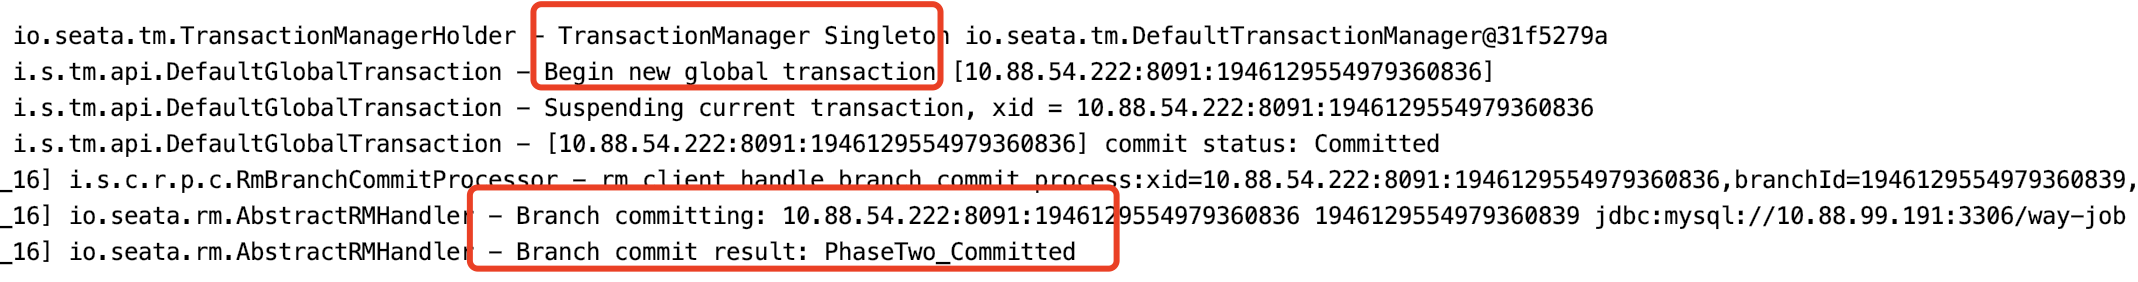 io.seata.tm.TransactionManagerHolder - TransactionManager Singleton io.seata.tm.DefaultTransactionManager@31f5279a
i.s.tm.api.DefaultGlobalTransaction - Begin new global transaction [10.88.54.222:8091:1946129554979360836]
i.s.tm.api.DefaultGlobalTransaction - Suspending current transaction, xid = 10.88.54.222:8091:1946129554979360836
i.s.tm.api.DefaultGlobalTransaction - [10.88.54.222:8091:1946129554979360836] commit status: Committed
_16] i.s.c.r.p.c.RmBranchCommitProcessor - rm client handle branch commit process:xid=10.88.54.222:8091:1946129554979360836,branchId=1946129554979360839,
_16] io.seata.rm.AbstractRMHandler - Branch committing: 10.88.54.222:8091:1946129554979360836 1946129554979360839 jdbc:mysql://10.88.99.191:3306/way-job
_16] io.seata.rm.AbstractRMHandler - Branch commit result: PhaseTwo_Committed